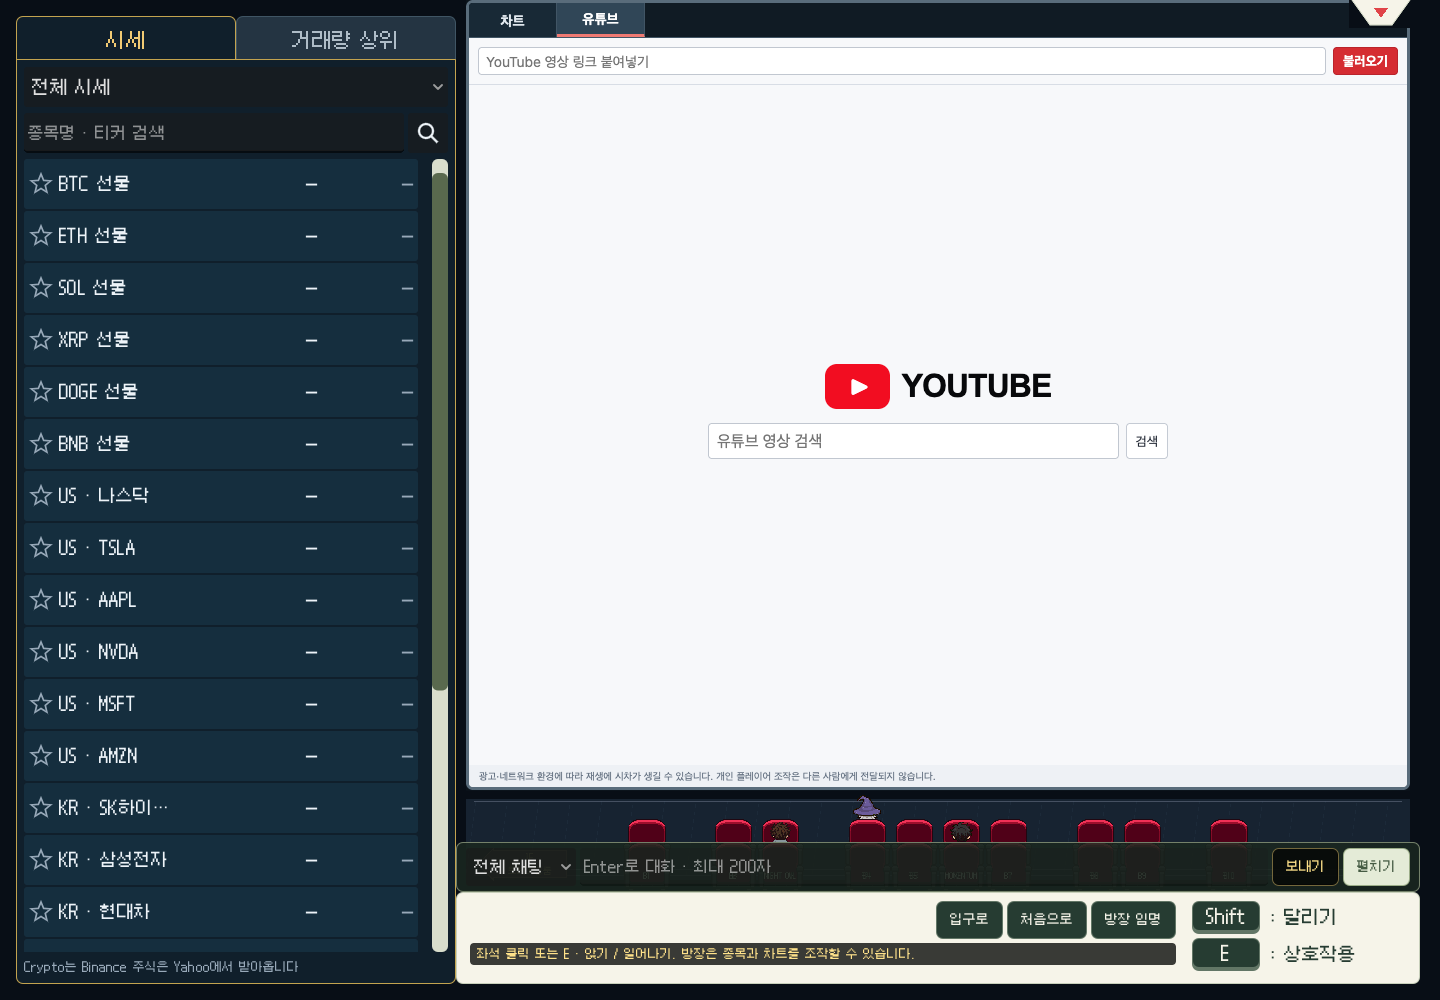 시세
거래량 상위
전체 시세
종목명 · 티커 검색
BTC 선물 – –
ETH 선물 – –
SOL 선물 – –
XRP 선물 – –
DOGE 선물 – –
BNB 선물 – –
US · 나스닥 – –
US · TSLA – –
US · AAPL – –
US · NVDA – –
US · MSFT – –
US · AMZN – –
KR · SK하이… – –
KR · 삼성전자 – –
KR · 현대차 – –
Crypto는 Binance 주식은 Yahoo에서 받아옵니다
차트
유튜브
YouTube 영상 링크 붙여넣기
불러오기
YOUTUBE
유튜브 영상 검색
검색
광고·네트워크 환경에 따라 재생에 시차가 생길 수 있습니다. 개인 플레이어 조작은 다른 사람에게 전달되지 않습니다.
전체 채팅
Enter로 대화 · 최대 200자
보내기
펼치기
입구로
처음으로
방장 임명
Shift : 달리기
좌석 클릭 또는 E · 앉기 / 일어나기. 방장은 종목과 차트를 조작할 수 있습니다.
E : 상호작용